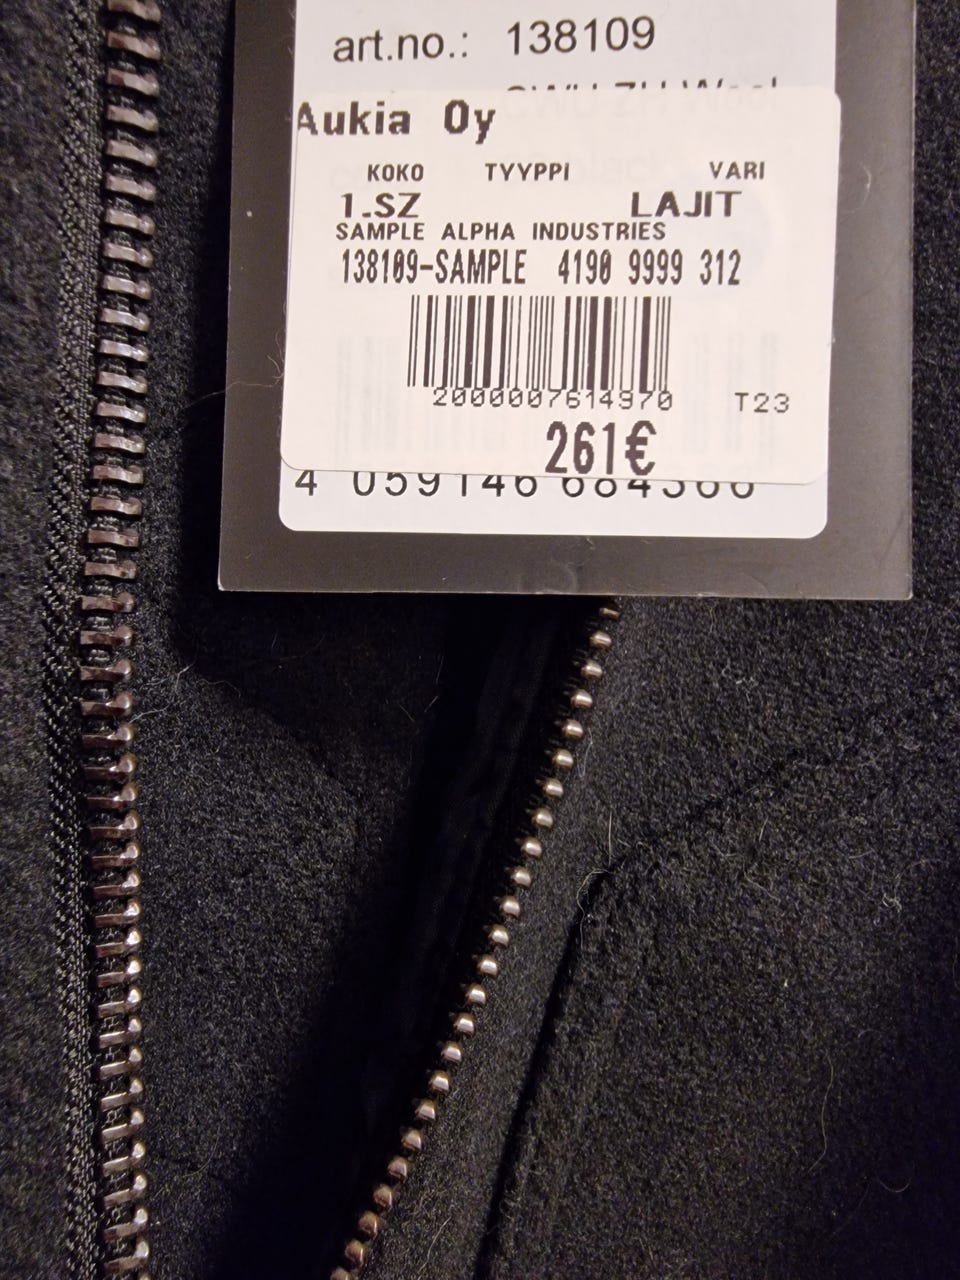 art.no.: 138109
Aukia Oy
KOKO TYYPPI VARI
1.SZ LAJIT
SAMPLE ALPHA INDUSTRIES
138109-SAMPLE 4190 9999 312
2000007614970 T23
261€
4 059146 684366